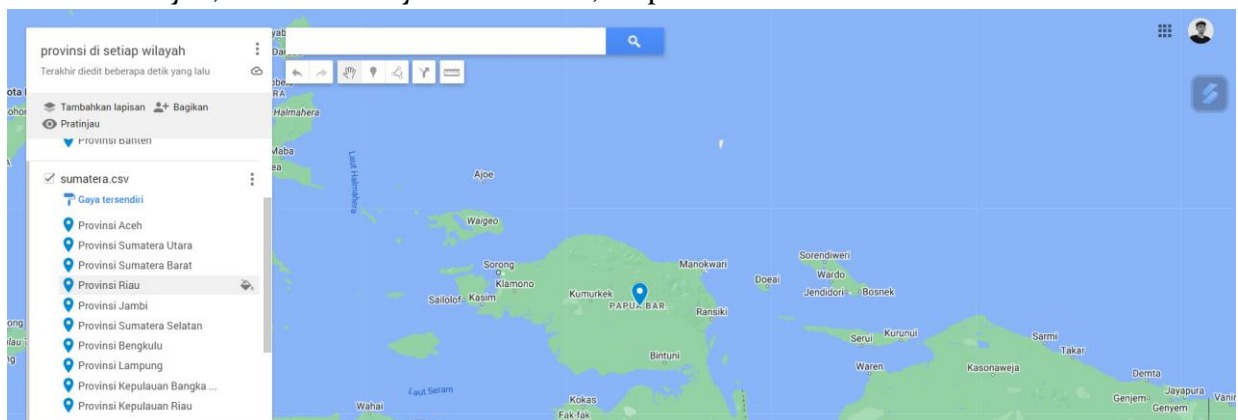 provinsi di setiap wilayah
Terakhir diedit beberapa detik yang lalu
Tambahkan lapisan
Bagikan
Pratinjau
Provinsi Banten
sumatera.csv
Gaya tersendiri
Provinsi Aceh
Provinsi Sumatera Utara
Provinsi Sumatera Barat
Provinsi Riau
Provinsi Jambi
Provinsi Sumatera Selatan
Provinsi Bengkulu
Provinsi Lampung
Provinsi Kepulauan Bangka ...
Provinsi Kepulauan Riau
Halmahera
Maba
Laut Halmahera
Ajoe
Waigeo
Sorong
Klamono
Sailolof
Kasim
Kumurkek
Manokwari
PAPUA BAR.
Ransiki
Bintuni
Laut Seram
Wahai
Kokas
Fak-fak
Doeai
Sorendiweri
Wardo
Jendidori
Bosnek
Serui
Kurunui
Waren
Kasonaweja
Sarmi
Takar
Demta
Genjem
Jayapura
Genyem